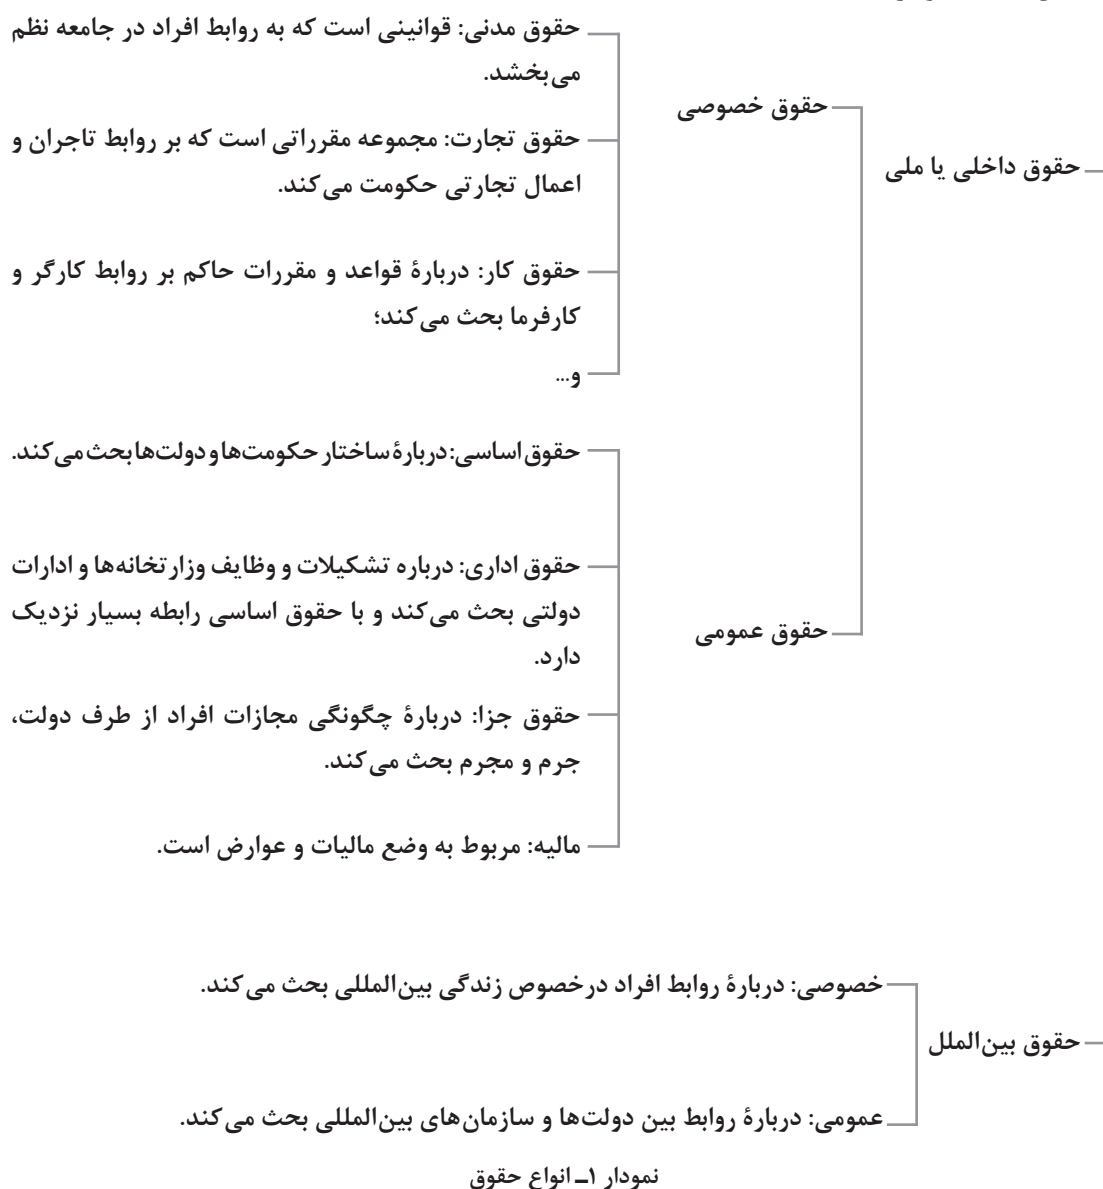 حقوق مدنی: قوانینی است که به روابط افراد در جامعه نظم
می‌بخشد.
حقوق خصوصی
حقوق تجارت: مجموعه مقرراتی است که بر روابط تاجران و
اعمال تجارتی حکومت می‌کند.
حقوق داخلی یا ملی
حقوق کار: دربارهٔ قواعد و مقررات حاکم بر روابط کارگر و
کارفرما بحث می‌کند؛
و...
حقوق اساسی: دربارهٔ ساختار حکومت‌ها و دولت‌ها بحث می‌کند.
حقوق اداری: درباره تشکیلات و وظایف وزارتخانه‌ها و ادارات
دولتی بحث می‌کند و با حقوق اساسی رابطه بسیار نزدیک
دارد.
حقوق عمومی
حقوق جزا: دربارهٔ چگونگی مجازات افراد از طرف دولت،
جرم و مجرم بحث می‌کند.
مالیه: مربوط به وضع مالیات و عوارض است.
خصوصی: دربارهٔ روابط افراد درخصوص زندگی بین‌المللی بحث می‌کند.
حقوق بین‌الملل
عمومی: دربارهٔ روابط بین دولت‌ها و سازمان‌های بین‌المللی بحث می‌کند.
نمودار ۱ـ انواع حقوق